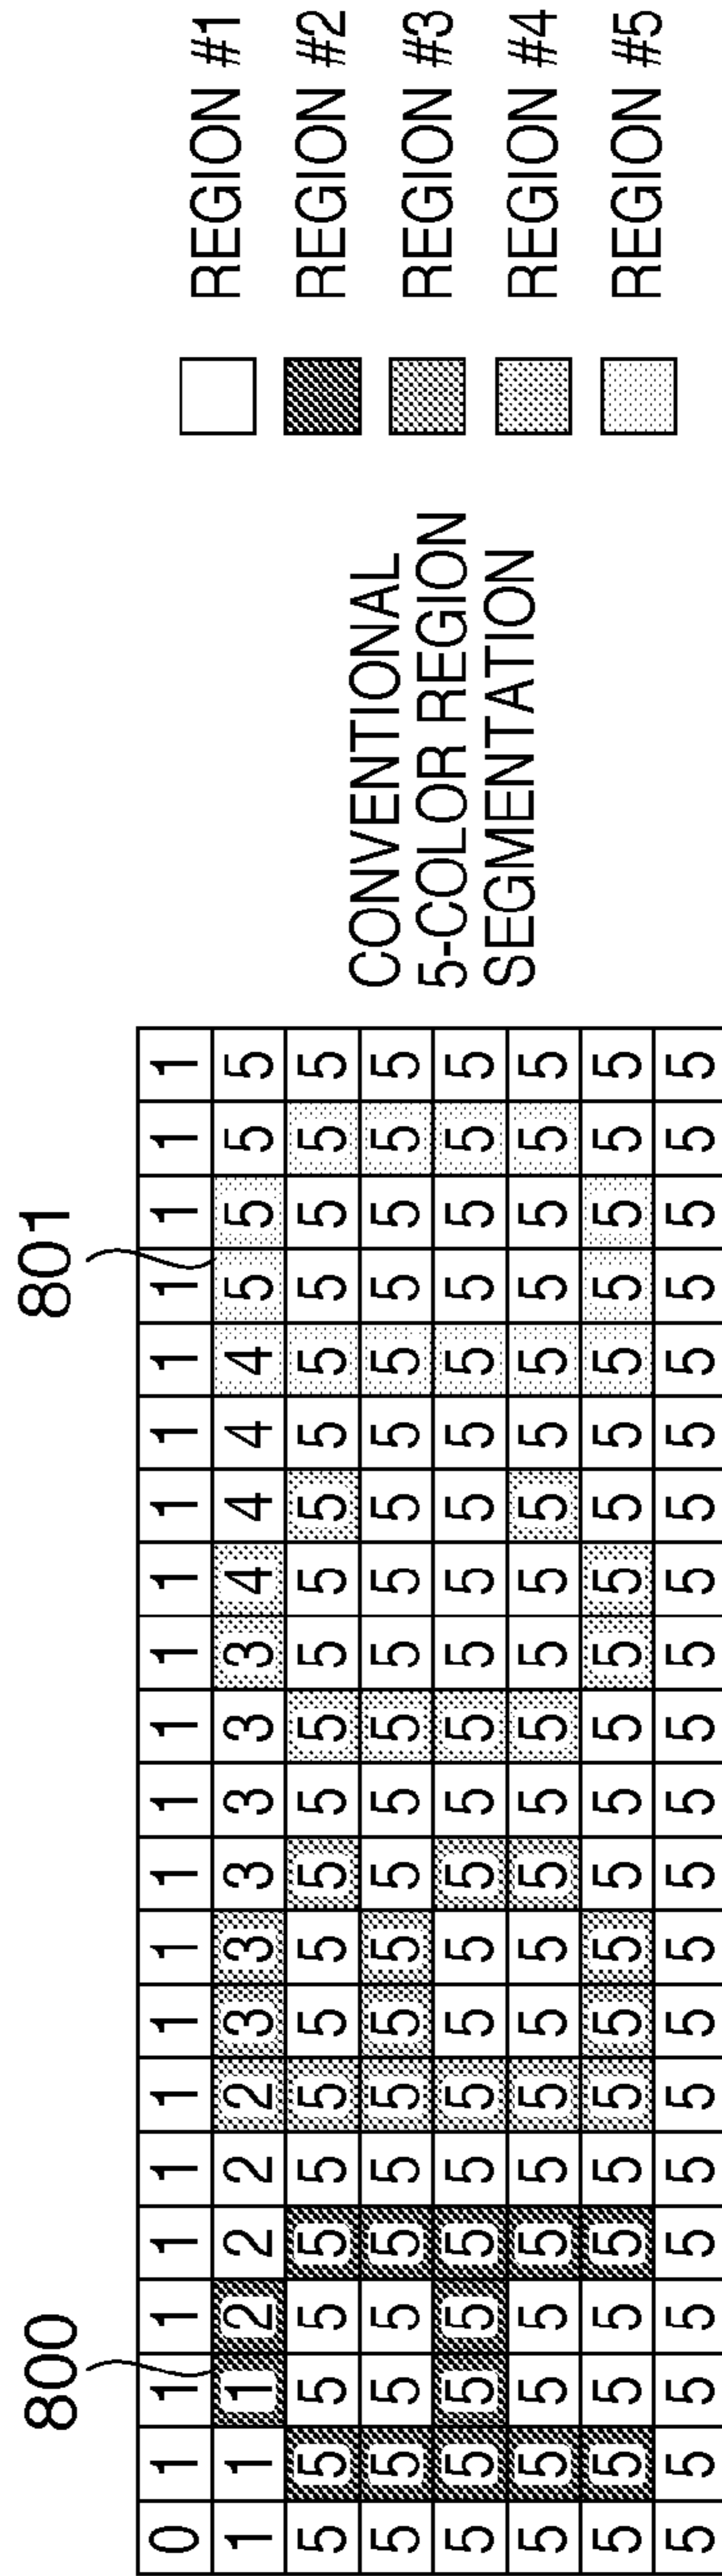 800 801
0 1 1 1 1 1 1 1 1 1 1 1 1 1 1 1 1 1 1 1 1
1 1 1 2 2 2 2 3 3 3 3 3 3 4 4 4 4 5 5 5 5
5 5 5 5 5 5 5 5 5 5 5 5 5 5 5 5 5 5 5 5 5
5 5 5 5 5 5 5 5 5 5 5 5 5 5 5 5 5 5 5 5 5
5 5 5 5 5 5 5 5 5 5 5 5 5 5 5 5 5 5 5 5 5
5 5 5 5 5 5 5 5 5 5 5 5 5 5 5 5 5 5 5 5 5
5 5 5 5 5 5 5 5 5 5 5 5 5 5 5 5 5 5 5 5 5
5 5 5 5 5 5 5 5 5 5 5 5 5 5 5 5 5 5 5 5 5
CONVENTIONAL
5-COLOR REGION
SEGMENTATION
REGION #1
REGION #2
REGION #3
REGION #4
REGION #5